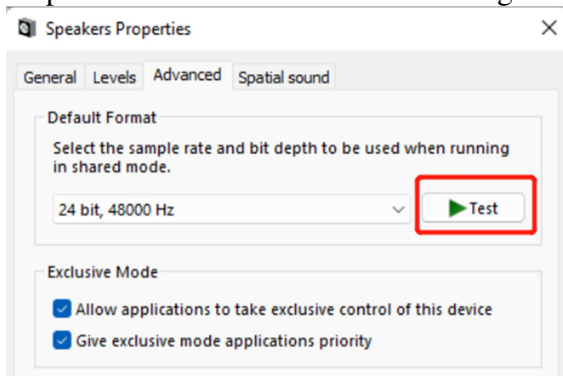 Speakers Properties
General Levels Advanced Spatial sound
Default Format
Select the sample rate and bit depth to be used when running
in shared mode.
24 bit, 48000 Hz
Test
Exclusive Mode
Allow applications to take exclusive control of this device
Give exclusive mode applications priority